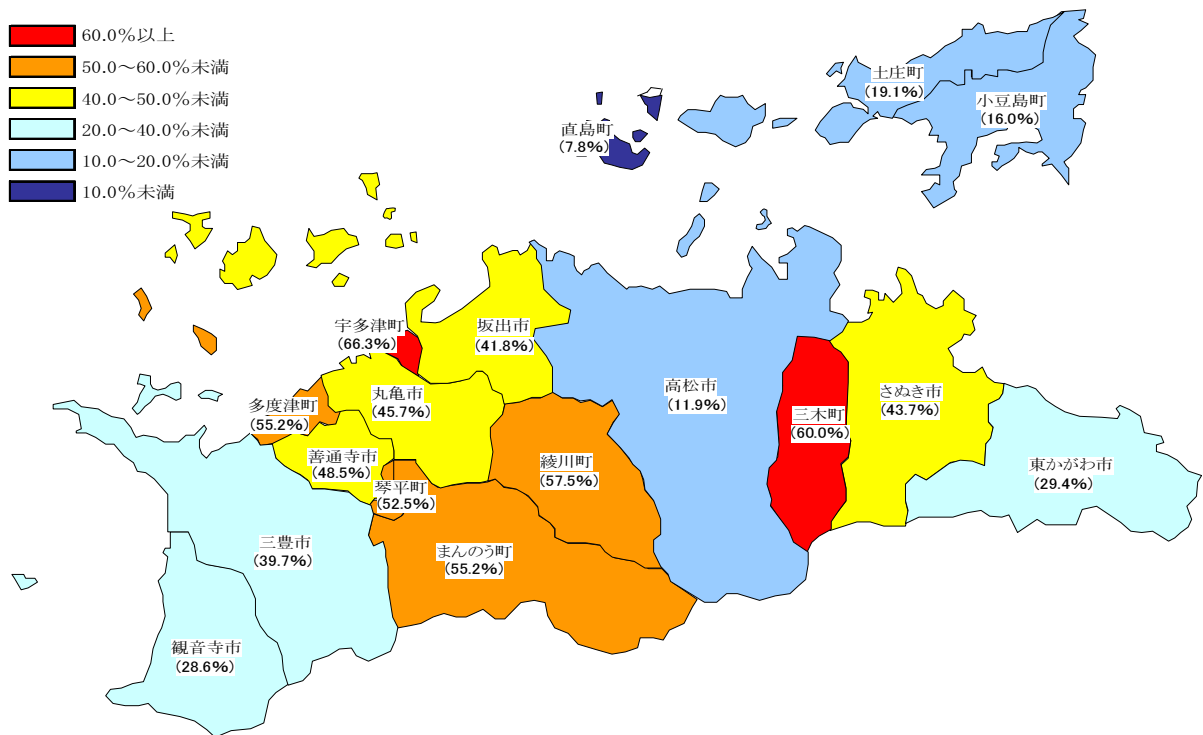 60.0%以上
50.0～60.0%未満
40.0～50.0%未満
20.0～40.0%未満
10.0～20.0%未満
10.0%未満
土庄町
(19.1%)
小豆島町
(16.0%)
直島町
(7.8%)
宇多津町
(66.3%)
坂出市
(41.8%)
高松市
(11.9%)
三木町
(60.0%)
さぬき市
(43.7%)
丸亀市
(45.7%)
多度津町
(55.2%)
善通寺市
(48.5%)
琴平町
(52.5%)
綾川町
(57.5%)
東かがわ市
(29.4%)
三豊市
(39.7%)
まんのう町
(55.2%)
観音寺市
(28.6%)